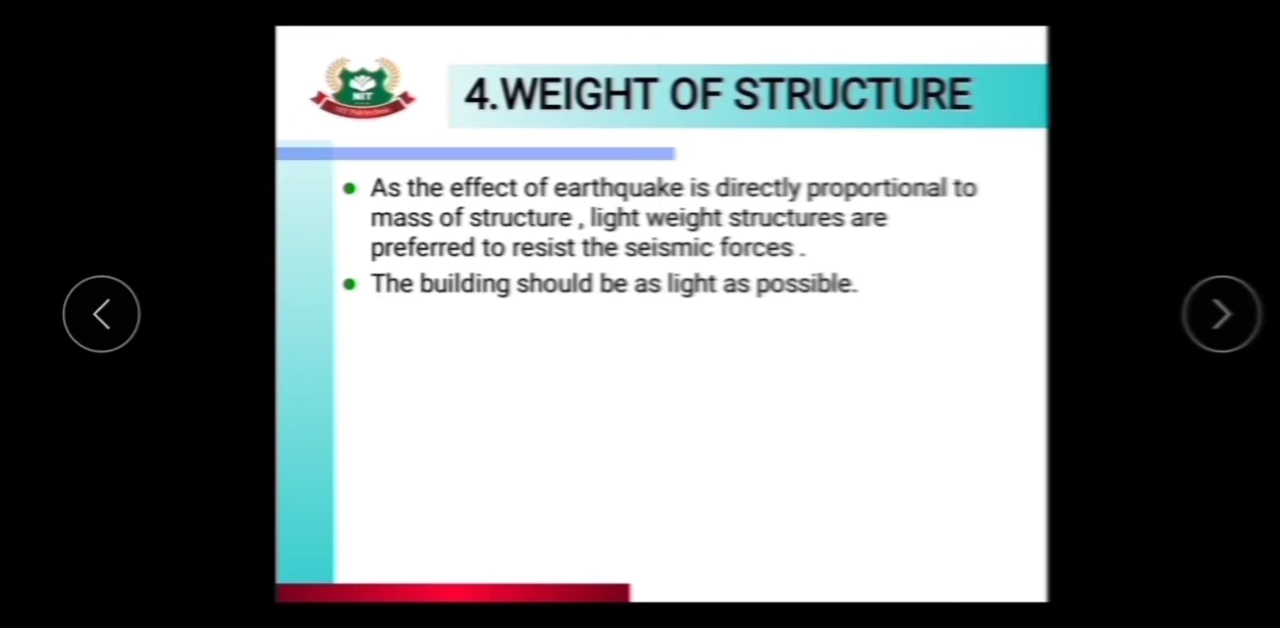 NIT
4.WEIGHT OF STRUCTURE
As the effect of earthquake is directly proportional to
mass of structure , light weight structures are
preferred to resist the seismic forces .
The building should be as light as possible.